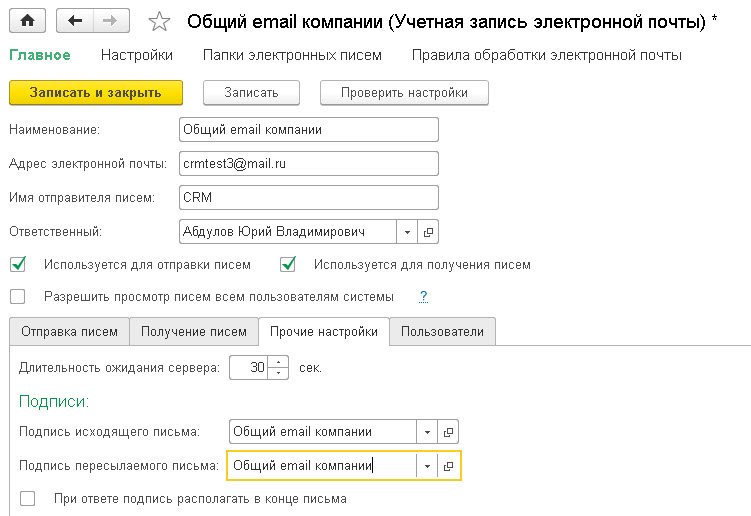 Общий email компании (Учетная запись электронной почты) *
Главное Настройки Папки электронных писем Правила обработки электронной почты
Записать и закрыть Записать Проверить настройки
Наименование: Общий email компании
Адрес электронной почты: crmtest3@mail.ru
Имя отправителя писем: CRM
Ответственный: Абдулов Юрий Владимирович
Используется для отправки писем Используется для получения писем
Разрешить просмотр писем всем пользователям системы ?
Отправка писем Получение писем Прочие настройки Пользователи
Длительность ожидания сервера: 30 сек.
Подписи:
Подпись исходящего письма: Общий email компании
Подпись пересылаемого письма: Общий email компании
При ответе подпись располагать в конце письма